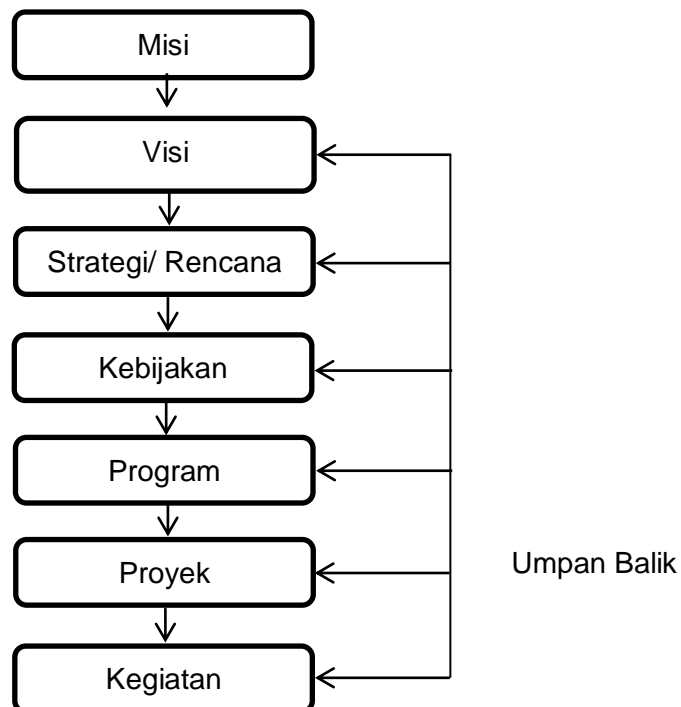 Misi
Visi
Strategi/ Rencana
Kebijakan
Program
Proyek
Umpan Balik
Kegiatan